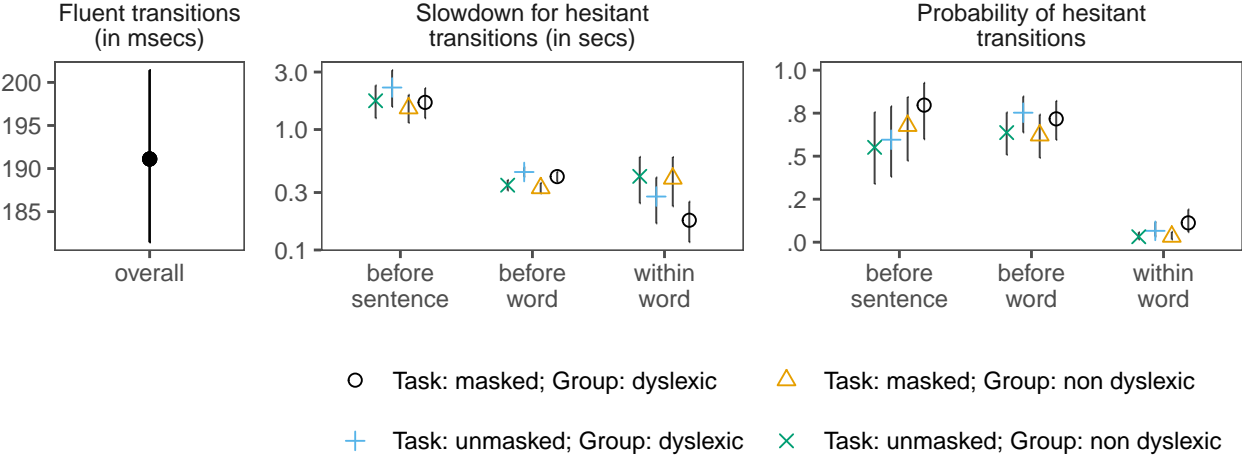 Fluent transitions
(in msecs)
200
195
190
185
overall
Slowdown for hesitant
transitions (in secs)
3.0
1.0
0.3
0.1
before
sentence
before
word
within
word
Probability of hesitant
transitions
1.0
.8
.5
.2
.0
before
sentence
before
word
within
word
Task: masked; Group: dyslexic
Task: masked; Group: non dyslexic
Task: unmasked; Group: dyslexic
Task: unmasked; Group: non dyslexic